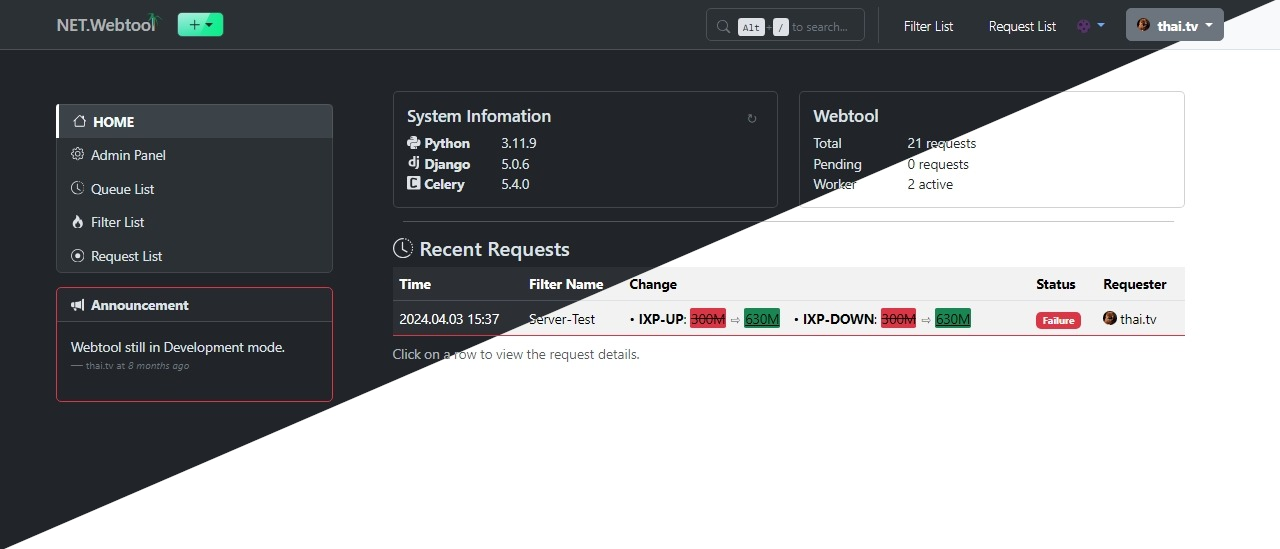 NET.Webtool + Alt + / to search... Filter List Request List thai.tv
HOME
Admin Panel
Queue List
Filter List
Request List
Announcement
Webtool still in Development mode.
— thai.tv at 8 months ago
System Infomation
Python 3.11.9
dj Django 5.0.6
C Celery 5.4.0
Webtool
Total 21 requests
Pending 0 requests
Worker 2 active
Recent Requests
Time Filter Name Change Status Requester
2024.04.03 15:37 Server-Test • IXP-UP: 300M ⇨ 630M • IXP-DOWN: 300M ⇨ 630M Failure thai.tv
Click on a row to view the request details.